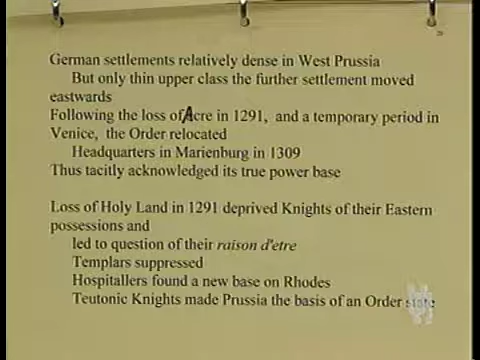 German settlements relatively dense in West Prussia
But only thin upper class the further settlement moved
eastwards
Following the loss of Acre in 1291, and a temporary period in
Venice, the Order relocated
Headquarters in Marienburg in 1309
Thus tacitly acknowledged its true power base
Loss of Holy Land in 1291 deprived Knights of their Eastern
possessions and
led to question of their raison d'etre
Templars suppressed
Hospitallers found a new base on Rhodes
Teutonic Knights made Prussia the basis of an Order state